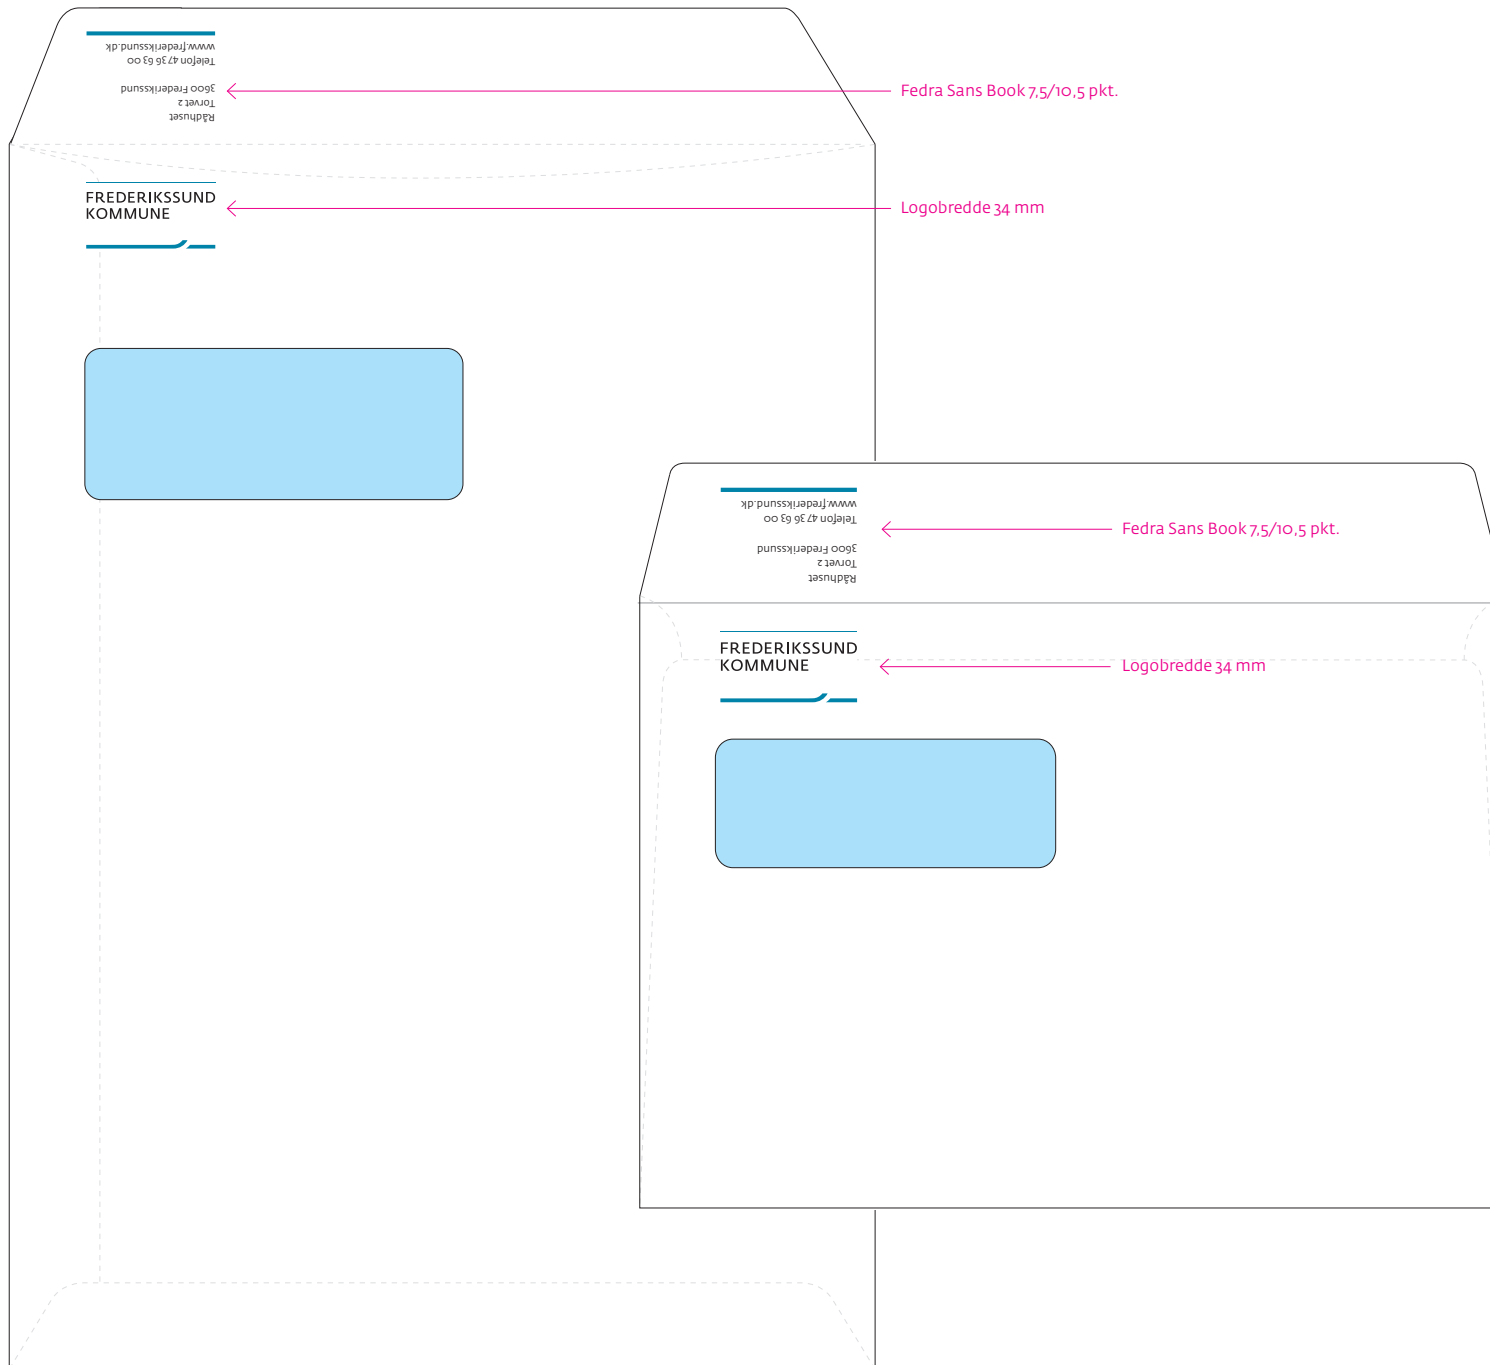 Rådhuset
Torvet 2
3600 Frederikssund
Telefon 47 36 63 00
www.frederikssund.dk
Fedra Sans Book 7,5/10,5 pkt.
FREDERIKSSUND
KOMMUNE
Logobredde 34 mm
Rådhuset
Torvet 2
3600 Frederikssund
Telefon 47 36 63 00
www.frederikssund.dk
Fedra Sans Book 7,5/10,5 pkt.
FREDERIKSSUND
KOMMUNE
Logobredde 34 mm